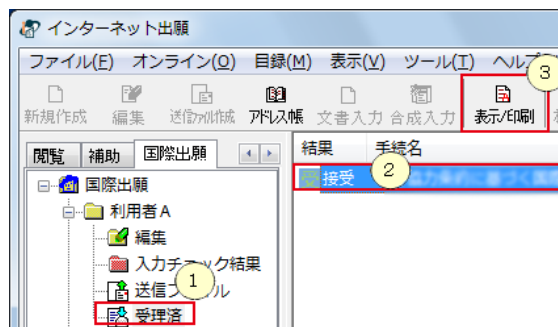 インターネット出願
ファイル(F) オンライン(O) 目録(M) 表示(V) ツール(T) ヘルプ
3
新規作成 編集 送信ファイル作成 アドレス帳 文書入力 合成入力 表示/印刷
閲覧 補助 国際出願
結果 手続名
国際出願
受 接受 2
利用者A
編集
入力チェック結果
1
送信ファイル
受理済